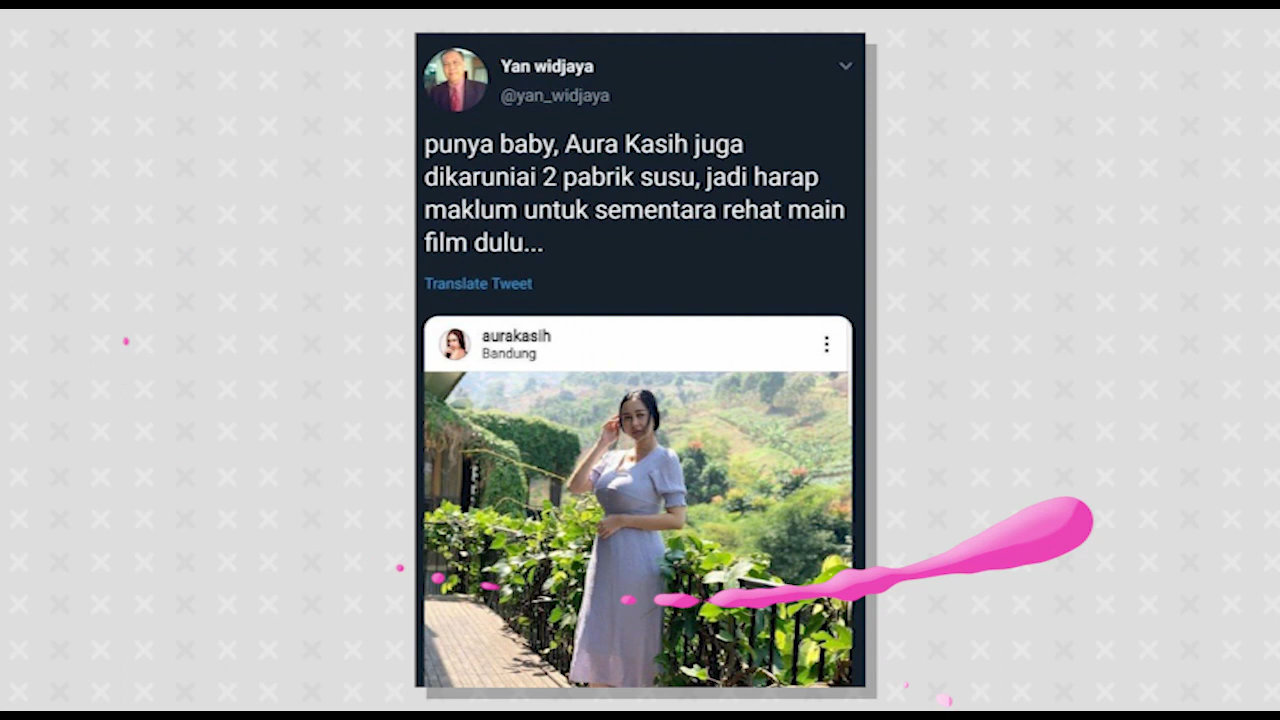 Yan widjaya
@yan_widjaya
punya baby, Aura Kasih juga
dikaruniai 2 pabrik susu, jadi harap
maklum untuk sementara rehat main
film dulu...
Translate Tweet
aurakasih
Bandung